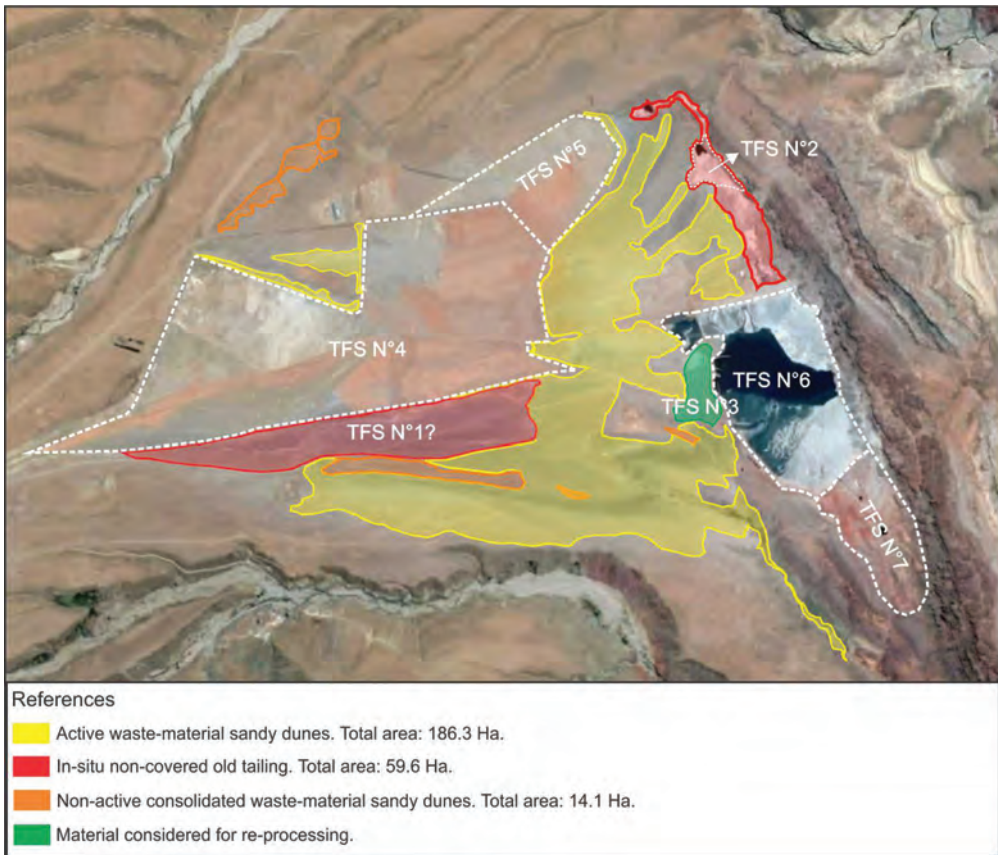 TFS N°5
TFS N°2
TFS N°4
TFS N°6
TFS N°3
TFS N°1?
TFS N°7
References
Active waste-material sandy dunes. Total area: 186.3 Ha.
In-situ non-covered old tailing. Total area: 59.6 Ha.
Non-active consolidated waste-material sandy dunes. Total area: 14.1 Ha.
Material considered for re-processing.